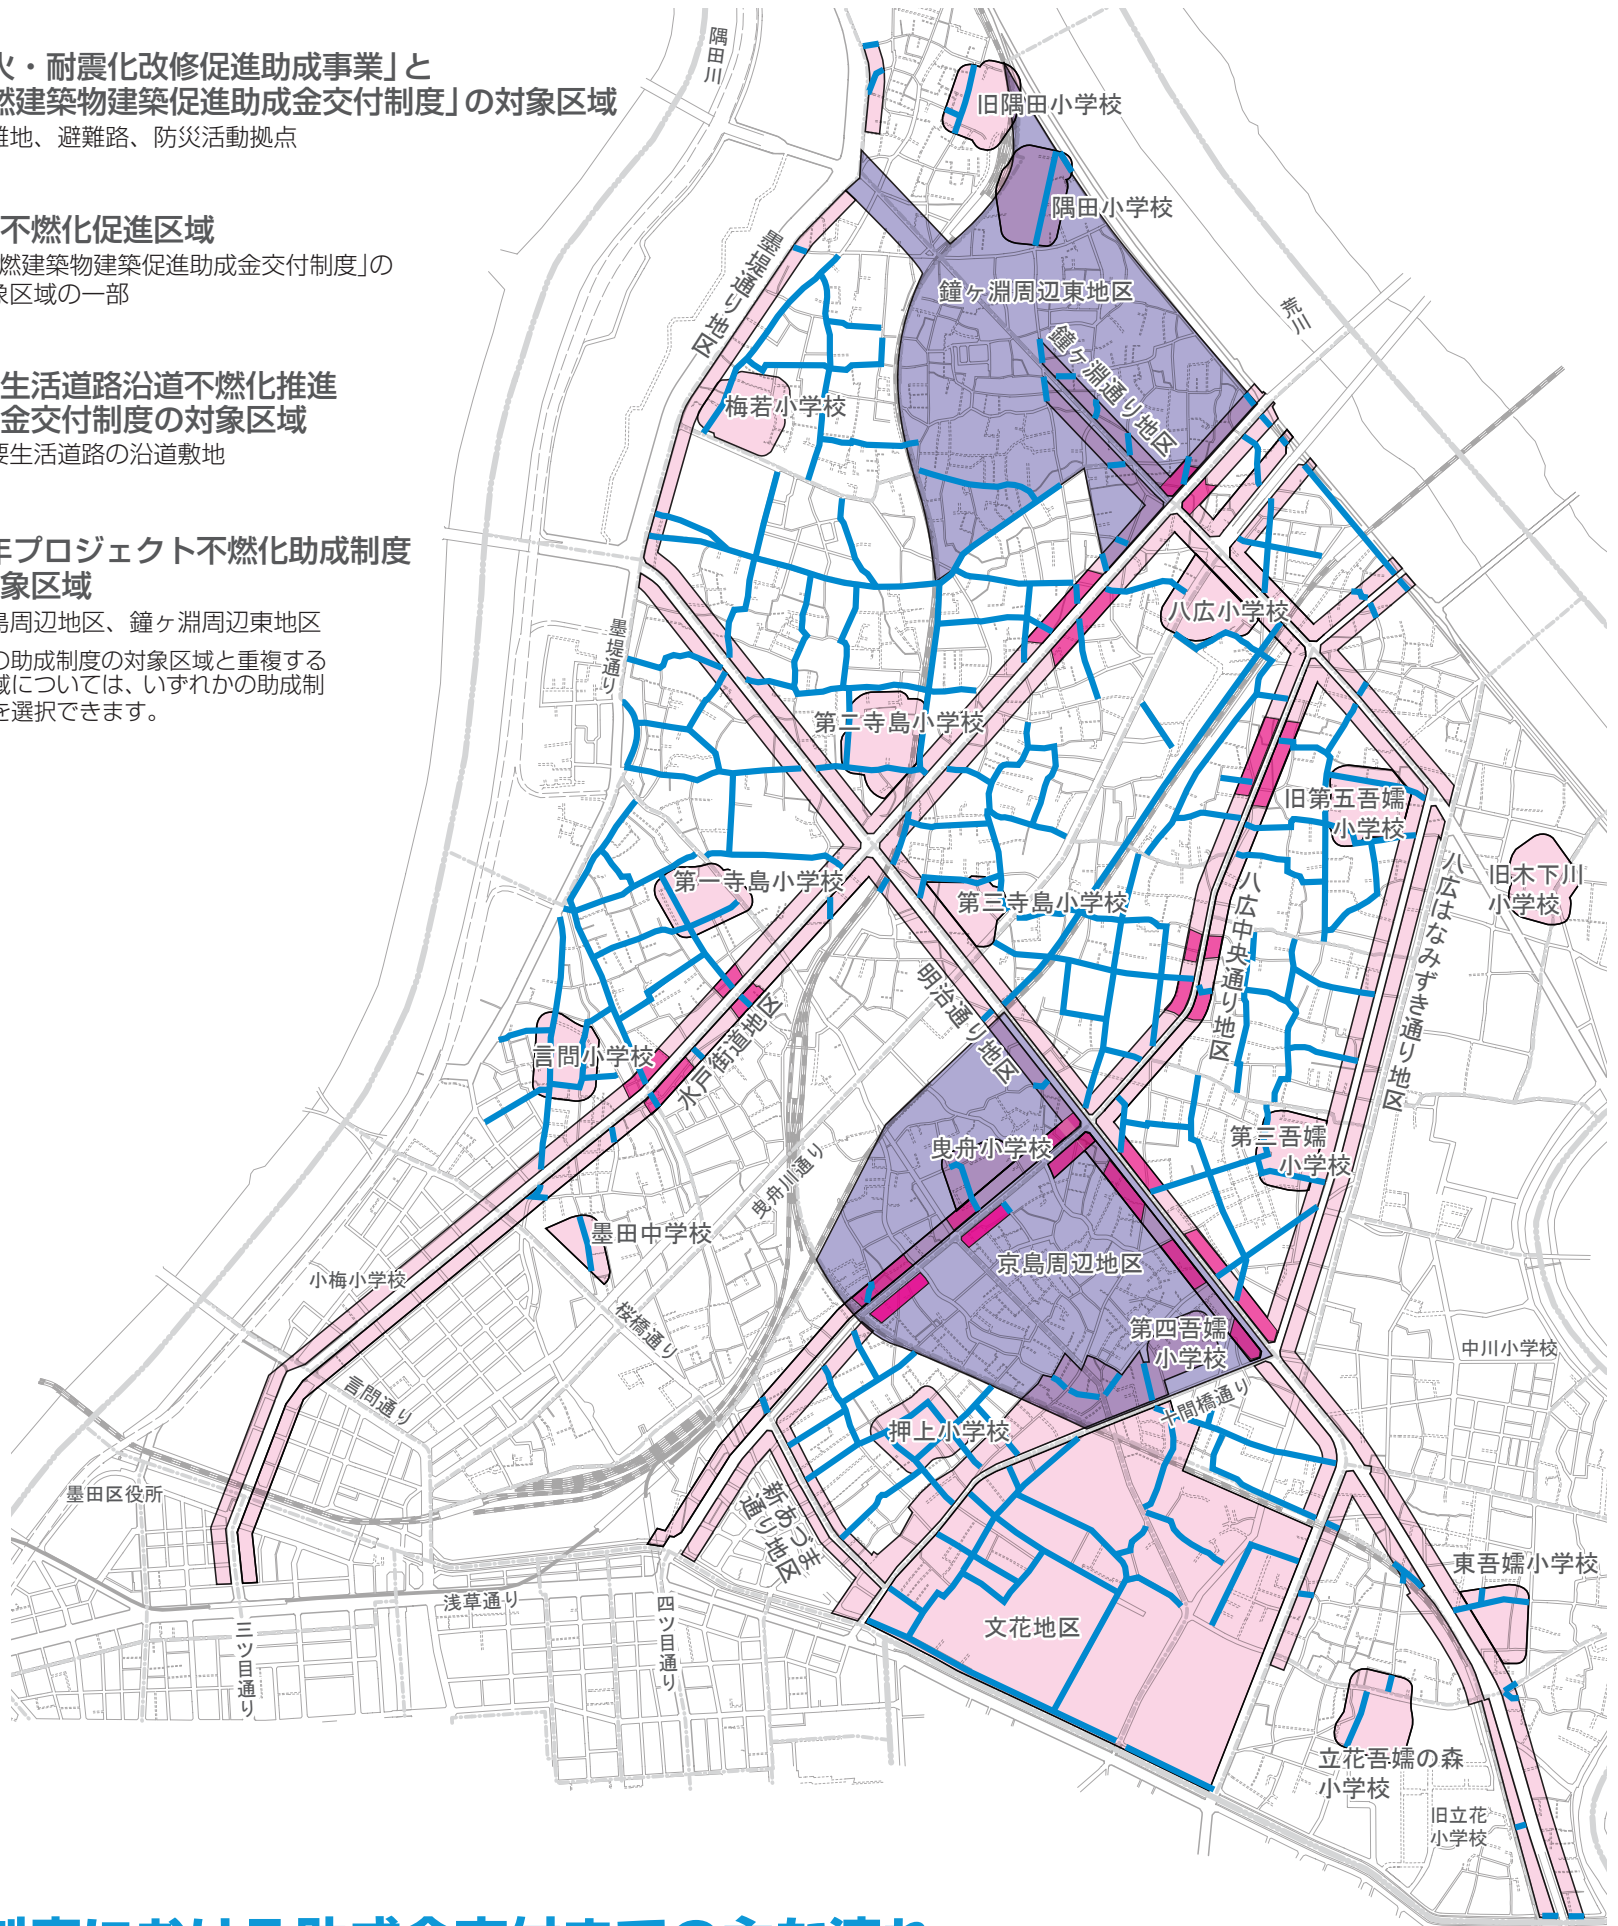 火・耐震化改修促進助成事業」と
燃建築物建築促進助成金交付制度」の対象区域
難地、避難路、防災活動拠点
不燃化促進区域
燃建築物建築促進助成金交付制度」の
象区域の一部
生活道路沿道不燃化推進
金交付制度の対象区域
要生活道路の沿道敷地
年プロジェクト不燃化助成制度
象区域
島周辺地区、鐘ヶ淵周辺東地区
の助成制度の対象区域と重複する
域については、いずれかの助成制
を選択できます。
隅田川
旧隅田小学校
隅田小学校
墨堤通り地区
鐘ヶ淵周辺東地区
荒川
鐘ヶ淵通り地区
梅若小学校
八広小学校
墨堤通り
第二寺島小学校
旧第五吾嬬
小学校
第一寺島小学校
第三寺島小学校
八広中央通り地区
八広はなみずき通り地区
旧木下川
小学校
明治通り地区
言問小学校
水戸街道地区
曳舟小学校
第三吾嬬
小学校
曳舟川通り
墨田中学校
京島周辺地区
小梅小学校
桜橋通り
第四吾嬬
小学校
中川小学校
言問通り
十間橋通り
押上小学校
墨田区役所
新あづま
通り地区
東吾嬬小学校
浅草通り
四ツ目通り
三ツ目通り
文花地区
立花吾嬬の森
小学校
旧立花
小学校
制度における助成金交付までの主な流れ